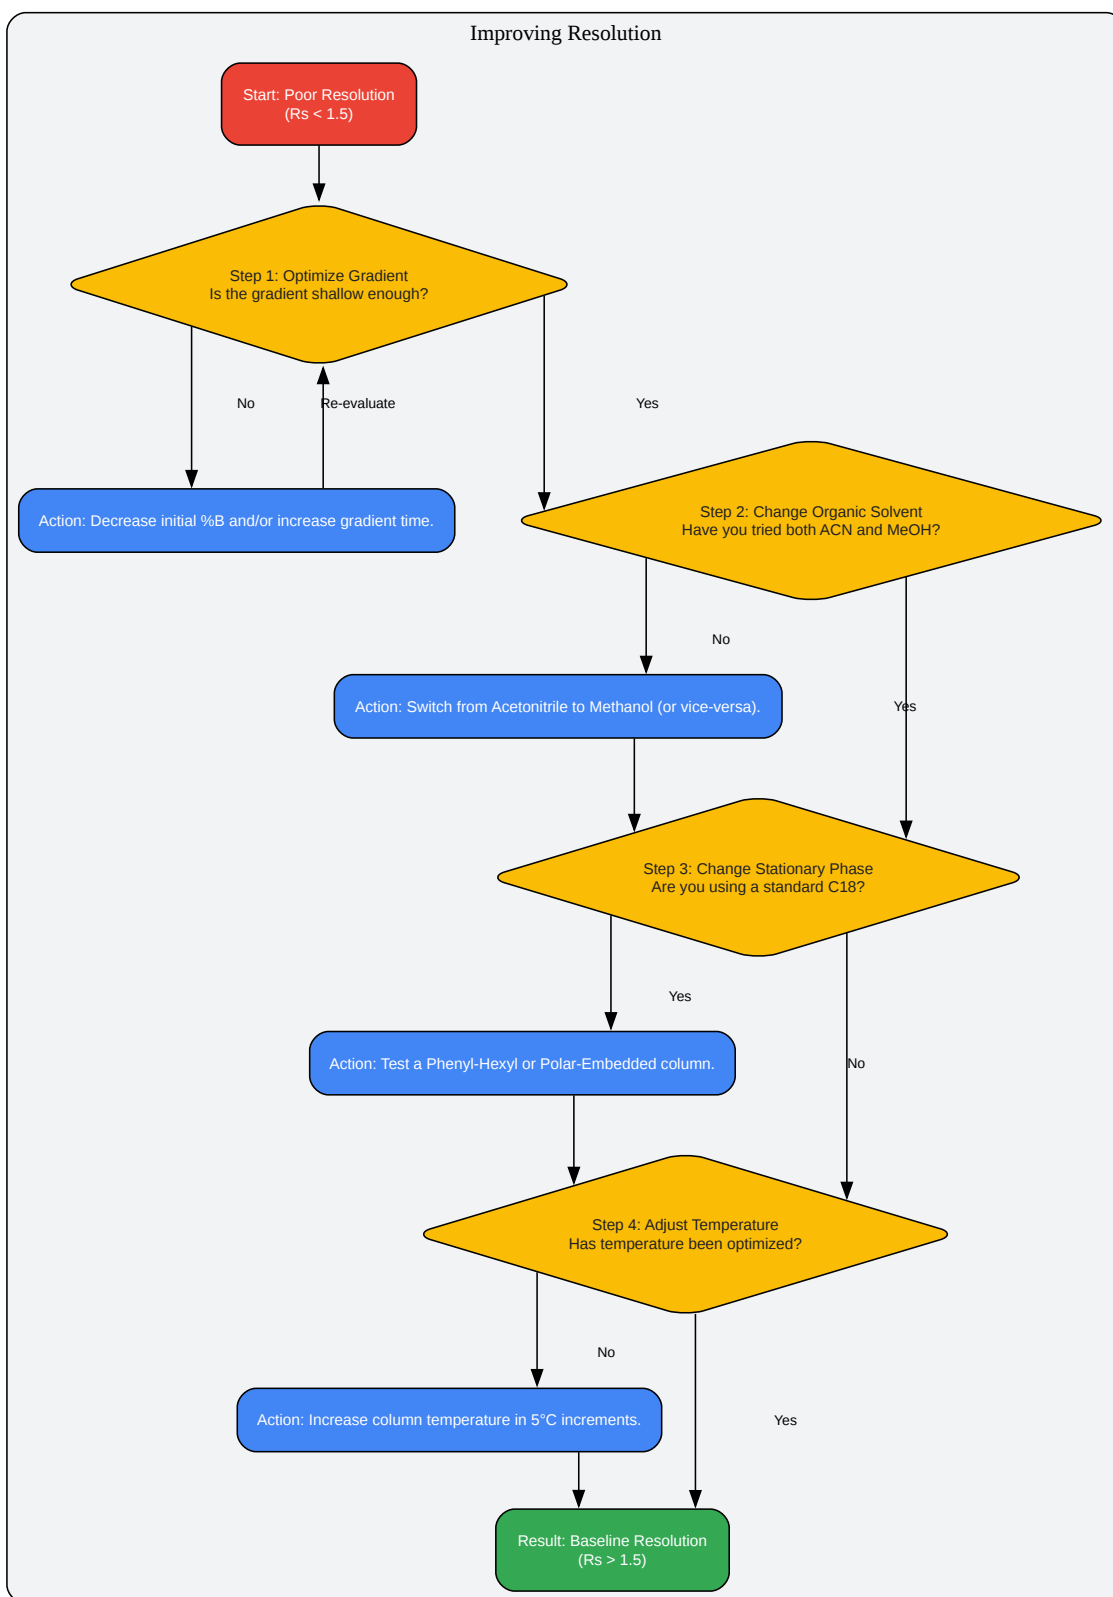 Improving Resolution
Start: Poor Resolution
(Rs < 1.5)
Step 1: Optimize Gradient
Is the gradient shallow enough?
No
Re-evaluate
Yes
Action: Decrease initial %B and/or increase gradient time.
Step 2: Change Organic Solvent
Have you tried both ACN and MeOH?
No
Action: Switch from Acetonitrile to Methanol (or vice-versa).
Yes
Step 3: Change Stationary Phase
Are you using a standard C18?
Yes
Action: Test a Phenyl-Hexyl or Polar-Embedded column.
No
Step 4: Adjust Temperature
Has temperature been optimized?
No
Action: Increase column temperature in 5°C increments.
Yes
Result: Baseline Resolution
(Rs > 1.5)